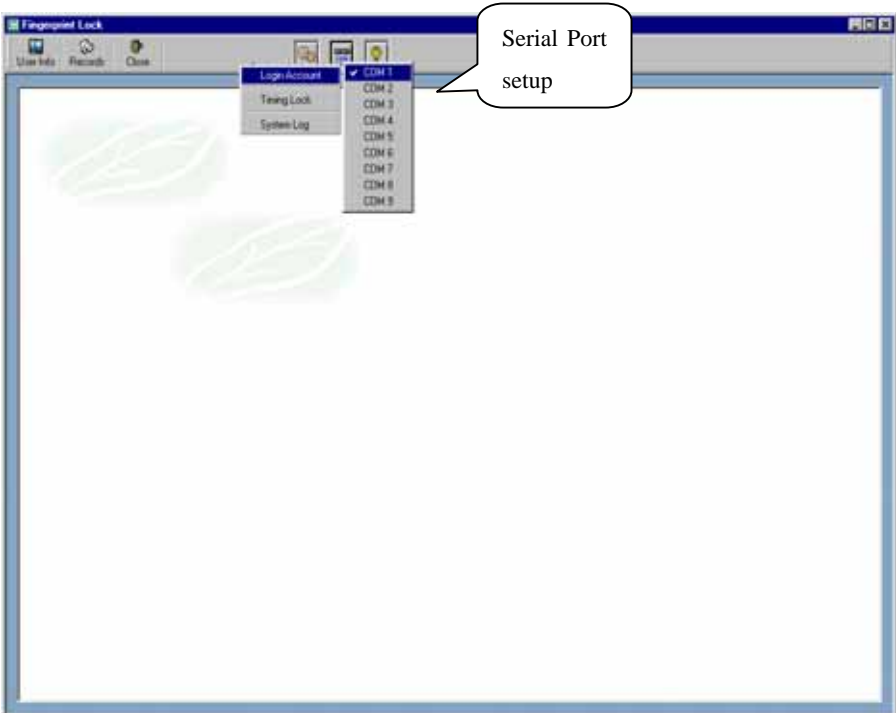 Fingerprint Lock
User Info Records Close
Login Account
Timing Lock
System Log
COM 1
COM 2
COM 3
COM 4
COM 5
COM 6
COM 7
COM 8
COM 9
Serial Port
setup